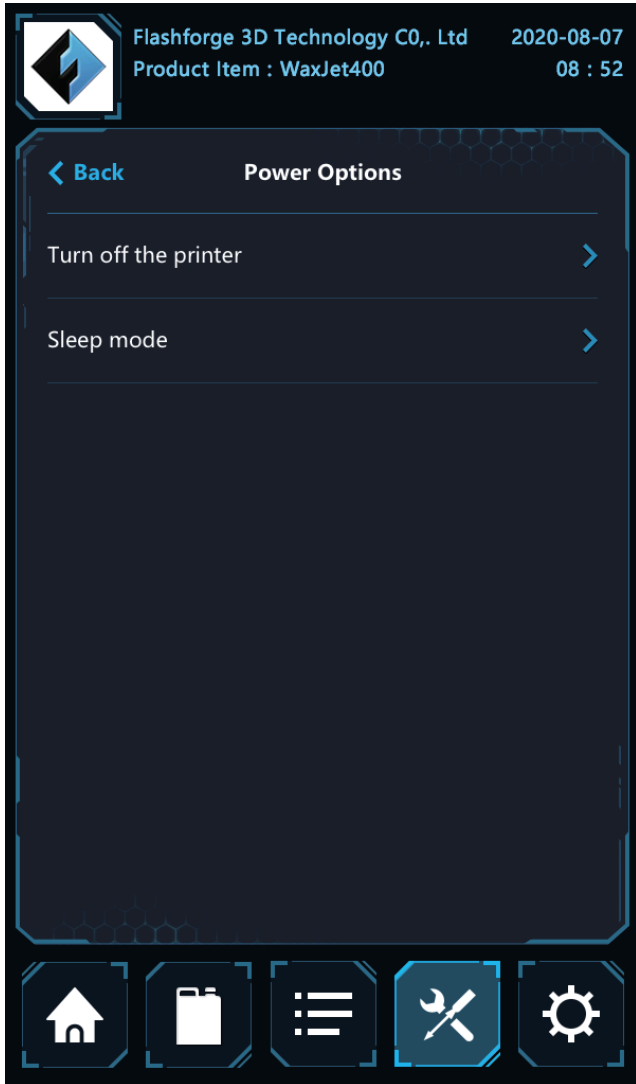 Flashforge 3D Technology C0,. Ltd 2020-08-07
Product Item : WaxJet400 08 : 52
Back Power Options
Turn off the printer
Sleep mode